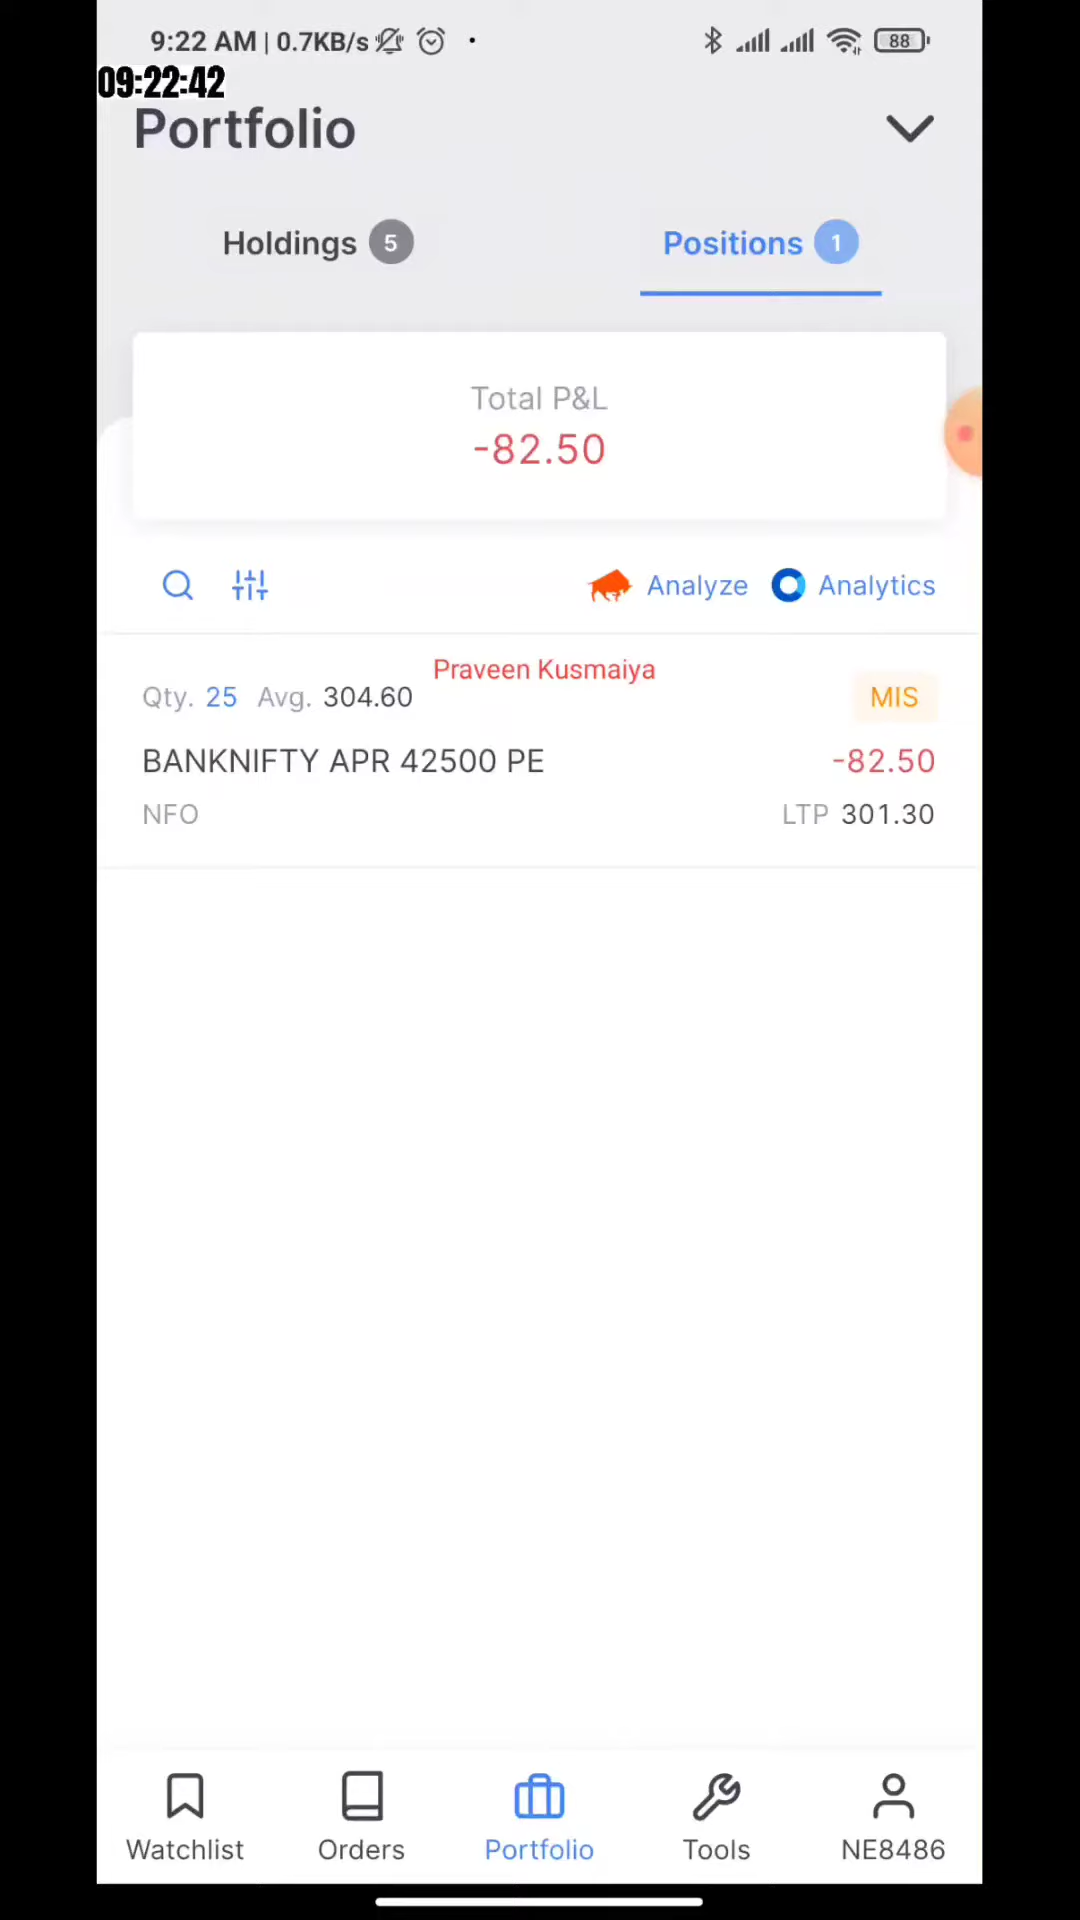 9:22 AM | 0.7KB/s
88
09:22:42
Portfolio
Holdings 5
Positions 1
Total P&L
-82.50
Analyze
Analytics
Praveen Kusmaiya
Qty. 25 Avg. 304.60
MIS
BANKNIFTY APR 42500 PE
-82.50
NFO
LTP 301.30
Watchlist
Orders
Portfolio
Tools
NE8486